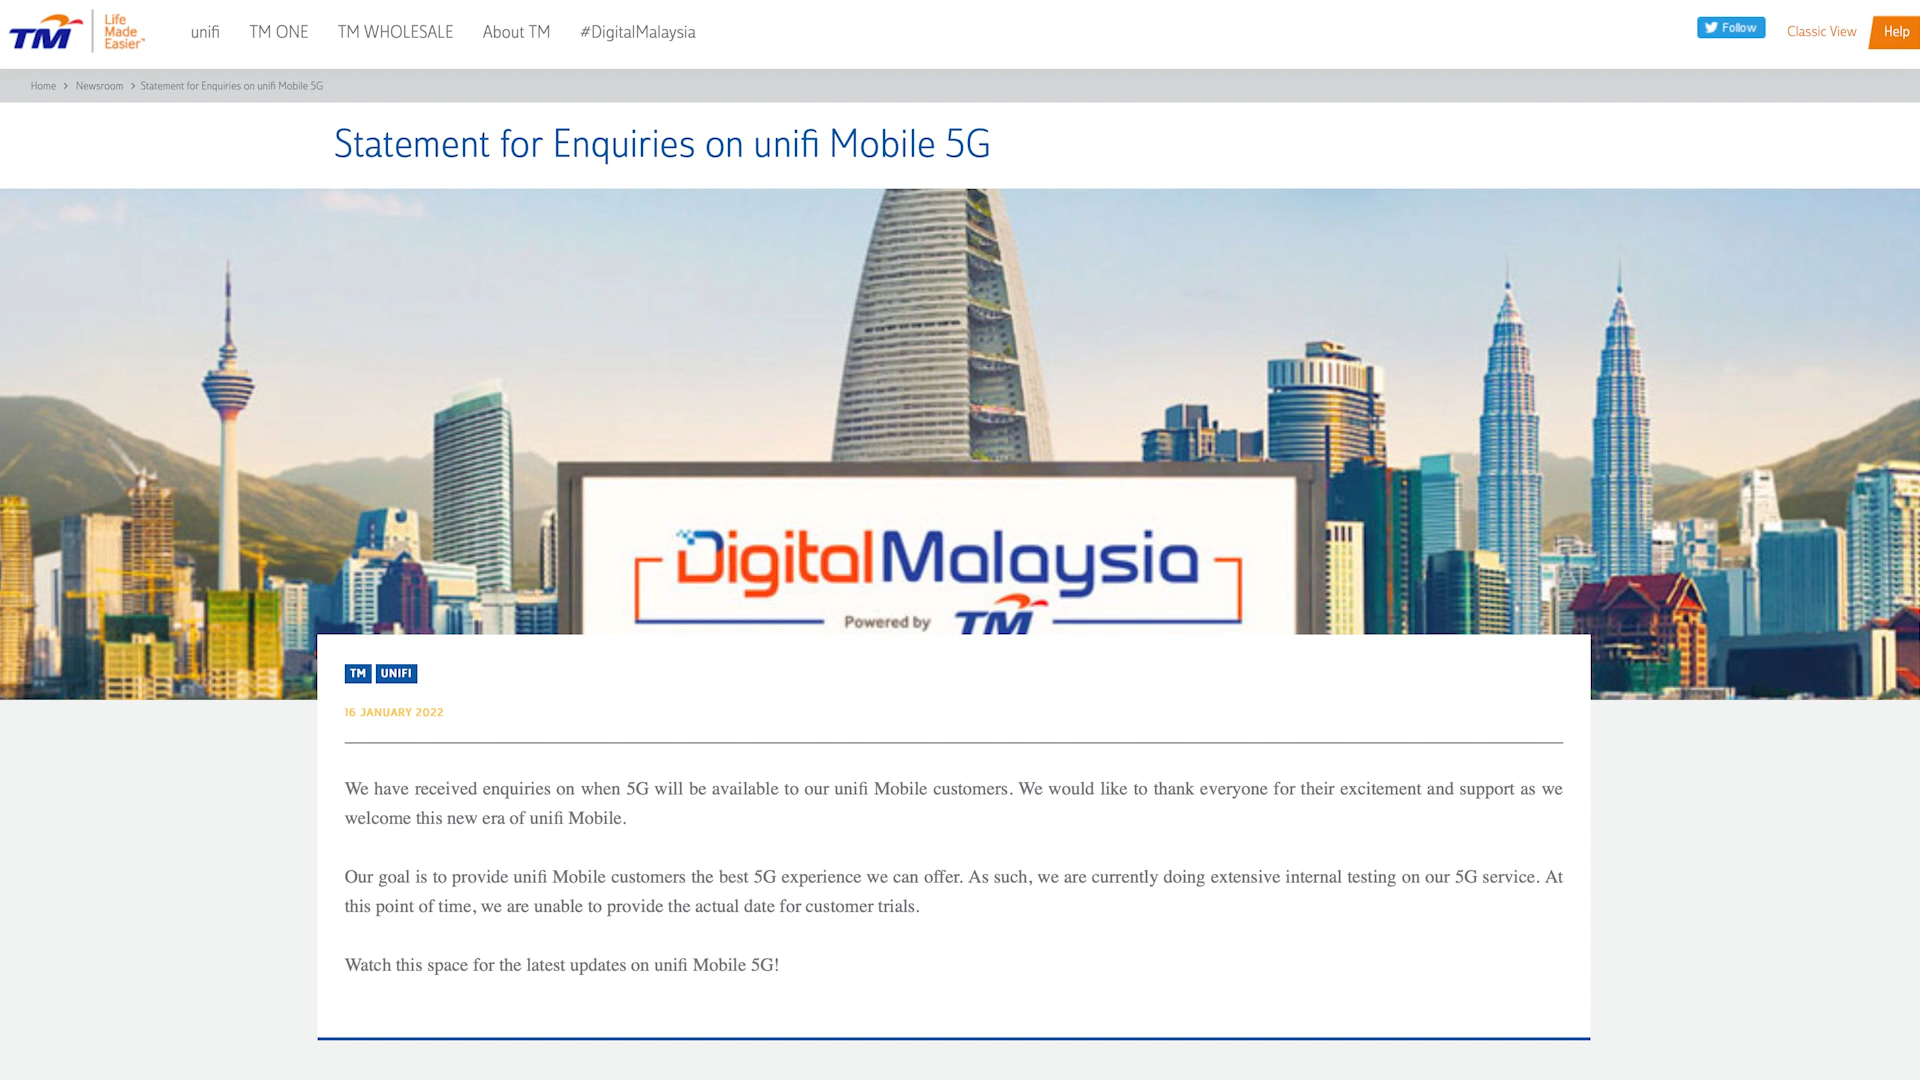 TM
Life
Made
Easier™
unifi
TM ONE
TM WHOLESALE
About TM
#DigitalMalaysia
Follow
Classic View
Help
Home > Newsroom > Statement for Enquiries on unifi Mobile 5G
Statement for Enquiries on unifi Mobile 5G
DigitalMalaysia
Powered by TM
TM UNIFI
16 JANUARY 2022
We have received enquiries on when 5G will be available to our unifi Mobile customers. We would like to thank everyone for their excitement and support as we
welcome this new era of unifi Mobile.
Our goal is to provide unifi Mobile customers the best 5G experience we can offer. As such, we are currently doing extensive internal testing on our 5G service. At
this point of time, we are unable to provide the actual date for customer trials.
Watch this space for the latest updates on unifi Mobile 5G!